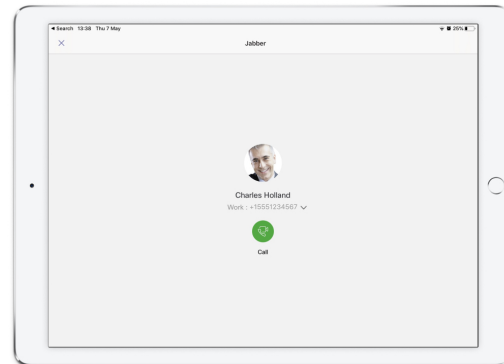 Search 13:38 Thu 7 May
25%
Jabber
Charles Holland
Work : +15551234567
Call